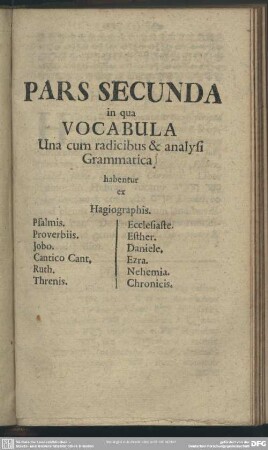 PARS SECUNDA
in qua
VOCABULA
Una cum radicibus & analysi
Grammatica
habentur
ex
Hagiographis.
Psalmis.
Proverbiis.
Jobo.
Cantico Cant,
Ruth.
Threnis.
Ecclesiaste.
Esther.
Daniele,
Ezra.
Nehemia.
Chronicis.